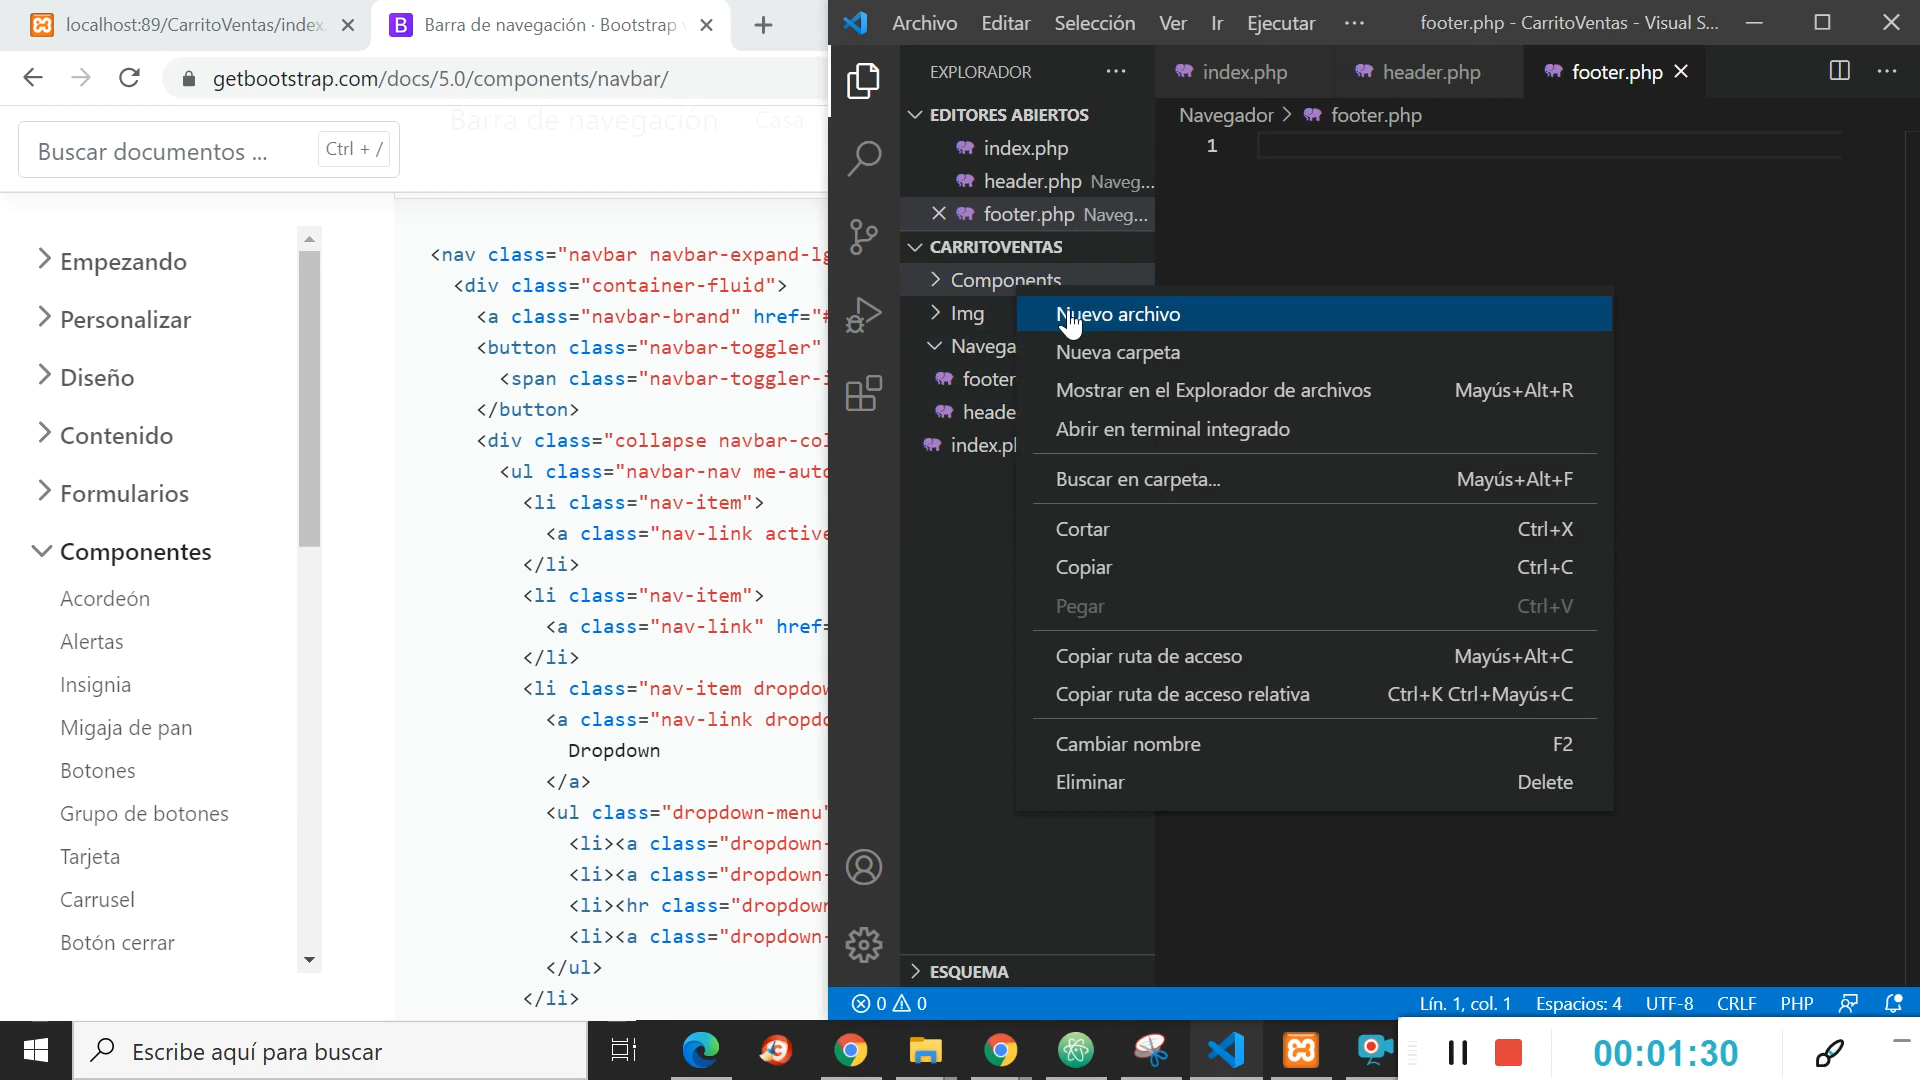 localhost:89/CarritoVentas/index.
Barra de navegación · Bootstrap
getbootstrap.com/docs/5.0/components/navbar/
Barra de navegación
Casa
Buscar documentos ...
Ctrl + /
Empezando
Personalizar
Diseño
Contenido
Formularios
Componentes
Acordeón
Alertas
Insignia
Migaja de pan
Botones
Grupo de botones
Tarjeta
Carrusel
Botón cerrar
<nav class="navbar navbar-expand-lg
<div class="container-fluid">
<a class="navbar-brand" href="#
<button class="navbar-toggler"
<span class="navbar-toggler-i
</button>
<div class="collapse navbar-col
<ul class="navbar-nav me-auto
<li class="nav-item">
<a class="nav-link active
</li>
<li class="nav-item">
<a class="nav-link" href=
</li>
<li class="nav-item dropdow
<a class="nav-link dropdo
Dropdown
</a>
<ul class="dropdown-menu"
<li><a class="dropdown-
<li><a class="dropdown-
<li><hr class="dropdown
<li><a class="dropdown-
</ul>
</li>
Archivo Editar Selección Ver Ir Ejecutar ···
footer.php - CarritoVentas - Visual S...
EXPLORADOR
EDITORES ABIERTOS
index.php
header.php Naveg...
footer.php Naveg...
CARRITOVENTAS
Components
Img
Navega
footer
heade
index.pl
ESQUEMA
index.php
header.php
footer.php
Navegador > footer.php
1
Nuevo archivo
Nueva carpeta
Mostrar en el Explorador de archivos Mayús+Alt+R
Abrir en terminal integrado
Buscar en carpeta... Mayús+Alt+F
Cortar Ctrl+X
Copiar Ctrl+C
Pegar Ctrl+V
Copiar ruta de acceso Mayús+Alt+C
Copiar ruta de acceso relativa Ctrl+K Ctrl+Mayús+C
Cambiar nombre F2
Eliminar Delete
0 0
Lín. 1, col. 1 Espacios: 4 UTF-8 CRLF PHP
Escribe aquí para buscar
00:01:30